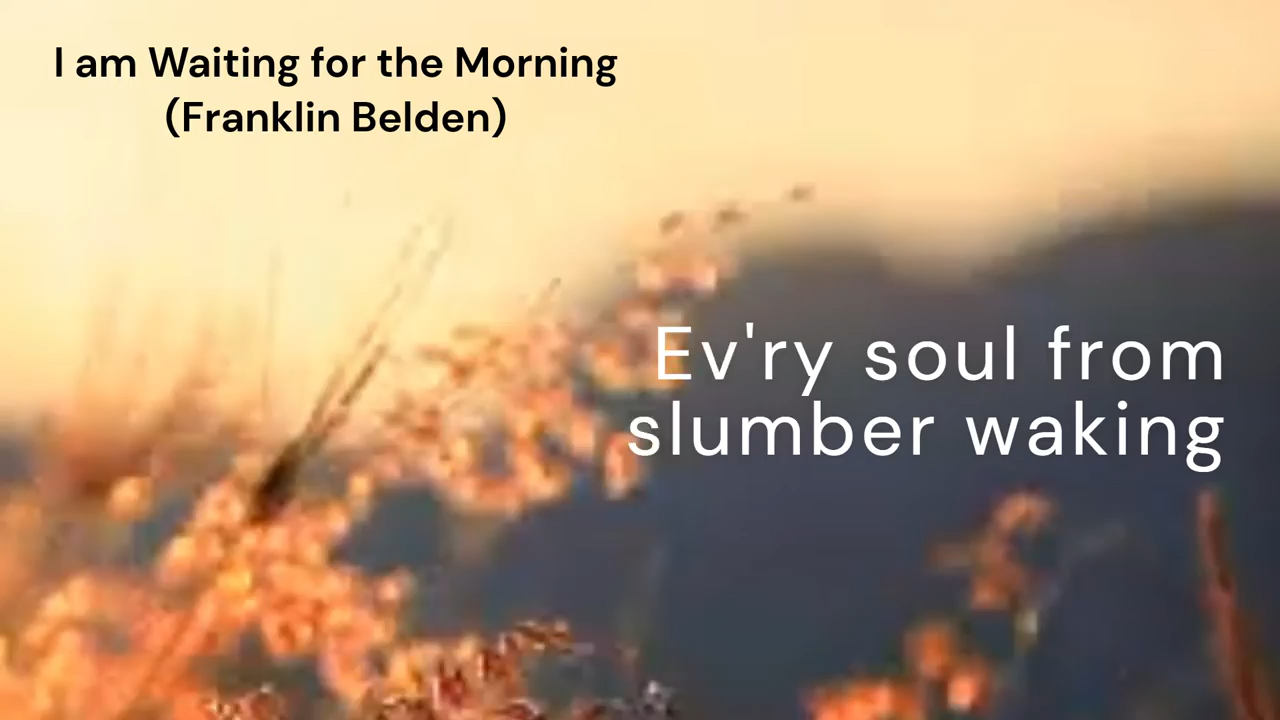 I am Waiting for the Morning
(Franklin Belden)
Ev'ry soul from
slumber waking